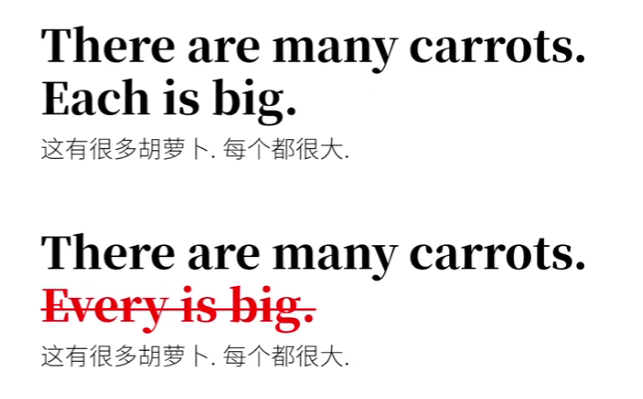 There are many carrots.
Each is big.
这有很多胡萝卜. 每个都很大.
There are many carrots.
Every is big.
这有很多胡萝卜. 每个都很大.